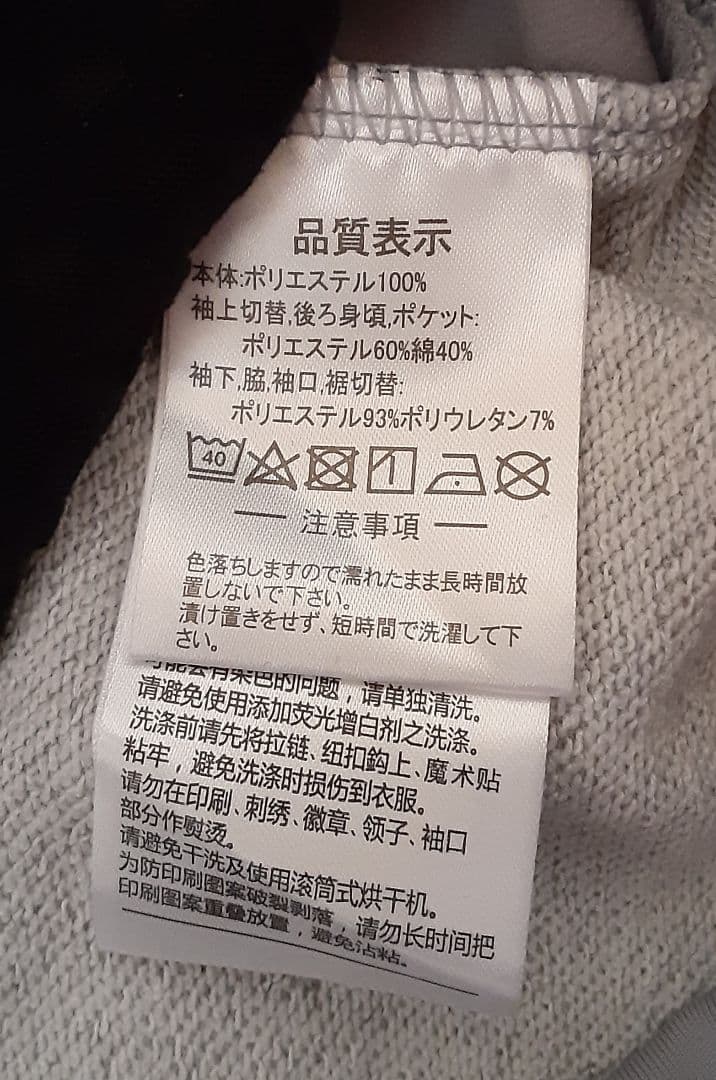 品質表示
本体:ポリエステル100%
袖上切替,後ろ身頃,ポケット:
ポリエステル60%綿40%
袖下,脇,袖口,裾切替:
ポリエステル93%ポリウレタン7%
40
注意事項
色落ちしますので濡れたまま長時間放
置しないで下さい。
漬け置きをせず、短時間で洗濯して下
さい。
可能会有染色的问题，请单独清洗。
请避免使用添加荧光增白剂之洗涤。
洗涤前请先将拉链、纽扣鈎上、魔术贴
粘牢，避免洗涤时损伤到衣服。
请勿在印刷、刺绣、徽章、领子、袖口
部分作熨烫。
请避免干洗及使用滚筒式烘干机。
为防印刷图案破裂剥落，请勿长时间把
印刷图案重叠放置，避免沾粘。